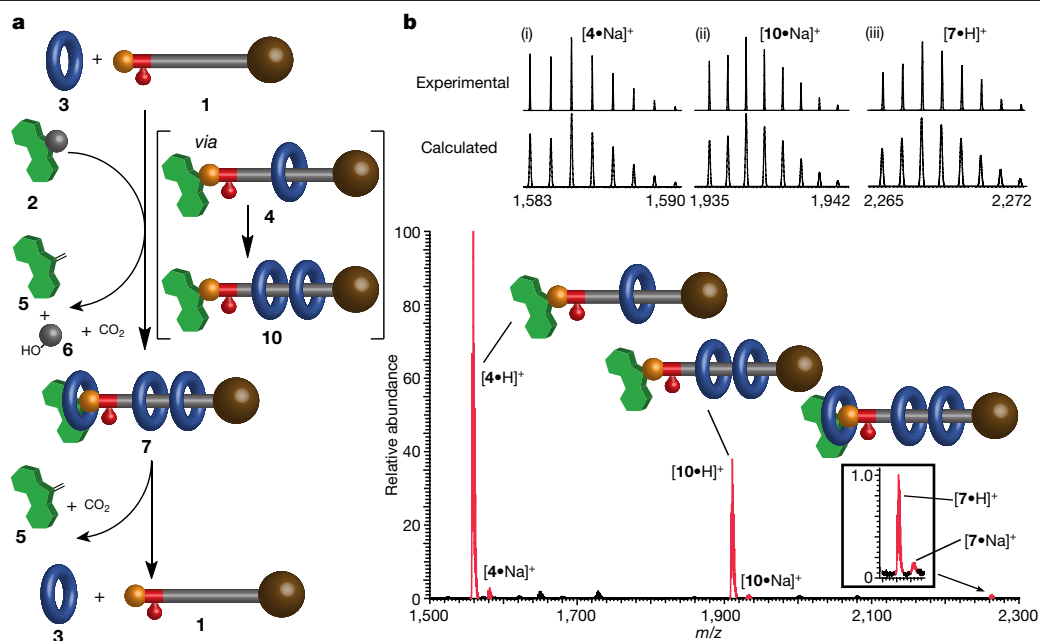 a
3
+
1
2
via
4
10
5
+
HO
6
+ CO2
7
5
+ CO2
3
+
1
b
(i)
[4•Na]+
(ii)
[10•Na]+
(iii)
[7•H]+
Experimental
Calculated
1,583
1,590
1,935
1,942
2,265
2,272
Relative abundance
100
80
60
40
20
0
[4•H]+
[4•Na]+
[10•H]+
[10•Na]+
1.0
0
[7•H]+
[7•Na]+
1,500
1,700
1,900
2,100
2,300
m/z